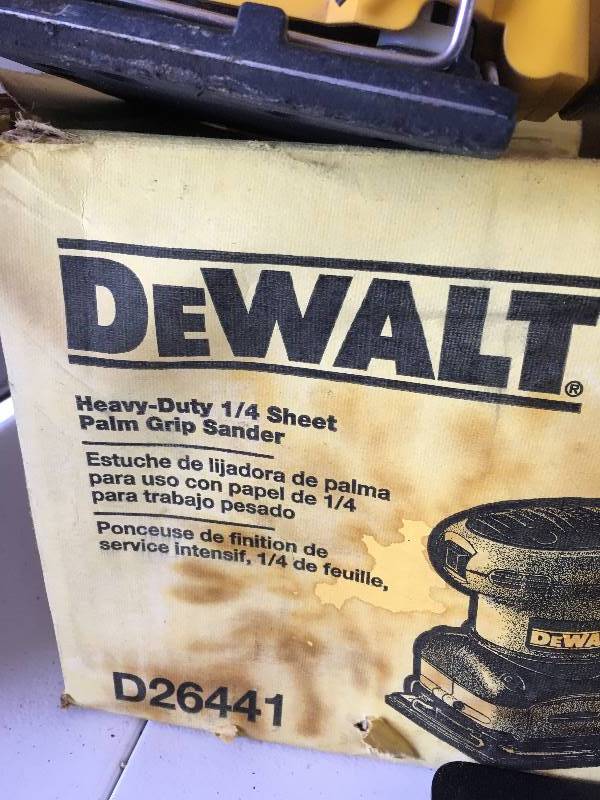 DEWALT®
Heavy-Duty 1/4 Sheet
Palm Grip Sander
Estuche de lijadora de palma
para uso con papel de 1/4
para trabajo pesado
Ponceuse de finition de
service intensif, 1/4 de feuille,
DEWA
D26441